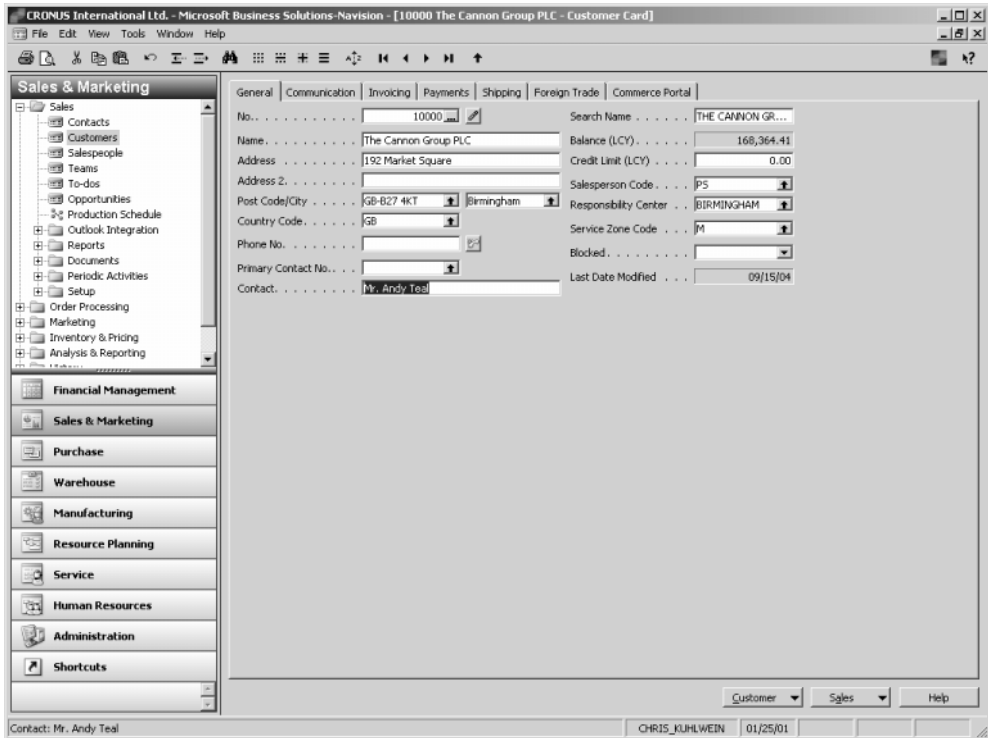 CRONUS International Ltd. - Microsoft Business Solutions-Navision - [10000 The Cannon Group PLC - Customer Card]
File Edit View Tools Window Help
Sales & Marketing
Sales
Contacts
Customers
Salespeople
Teams
To-dos
Opportunities
Production Schedule
Outlook Integration
Reports
Documents
Periodic Activities
Setup
Order Processing
Marketing
Inventory & Pricing
Analysis & Reporting
Financial Management
Sales & Marketing
Purchase
Warehouse
Manufacturing
Resource Planning
Service
Human Resources
Administration
Shortcuts
General Communication Invoicing Payments Shipping Foreign Trade Commerce Portal
No. . . . . . . . . . . 10000
Name. . . . . . . . . . The Cannon Group PLC
Address . . . . . . . . 192 Market Square
Address 2. . . . . . . .
Post Code/City . . . . . GB-B27 4KT Birmingham
Country Code. . . . . . GB
Phone No. . . . . . . .
Primary Contact No.. . .
Contact. . . . . . . . . Mr. Andy Teal
Search Name . . . . . . THE CANNON GR...
Balance (LCY). . . . . . 168,364.41
Credit Limit (LCY) . . . . 0.00
Salesperson Code. . . . PS
Responsibility Center . . BIRMINGHAM
Service Zone Code . . . M
Blocked. . . . . . . . .
Last Date Modified . . . 09/15/04
Customer Sales Help
Contact: Mr. Andy Teal CHRIS_KUHLWEIN 01/25/01